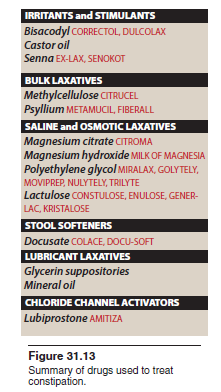 IRRITANTS and STIMULANTS
Bisacodyl CORRECTOL, DULCOLAX
Castor oil
Senna EX-LAX, SENOKOT
BULK LAXATIVES
Methylcellulose CITRUCEL
Psyllium METAMUCIL, FIBERALL
SALINE and OSMOTIC LAXATIVES
Magnesium citrate CITROMA
Magnesium hydroxide MILK OF MAGNESIA
Polyethylene glycol MIRALAX, GOLYTELY,
MOVIPREP, NULYTELY, TRILYTE
Lactulose CONSTULOSE, ENULOSE, GENER-
LAC, KRISTALOSE
STOOL SOFTENERS
Docusate COLACE, DOCU-SOFT
LUBRICANT LAXATIVES
Glycerin suppositories
Mineral oil
CHLORIDE CHANNEL ACTIVATORS
Lubiprostone AMITIZA
Figure 31.13
Summary of drugs used to treat
constipation.